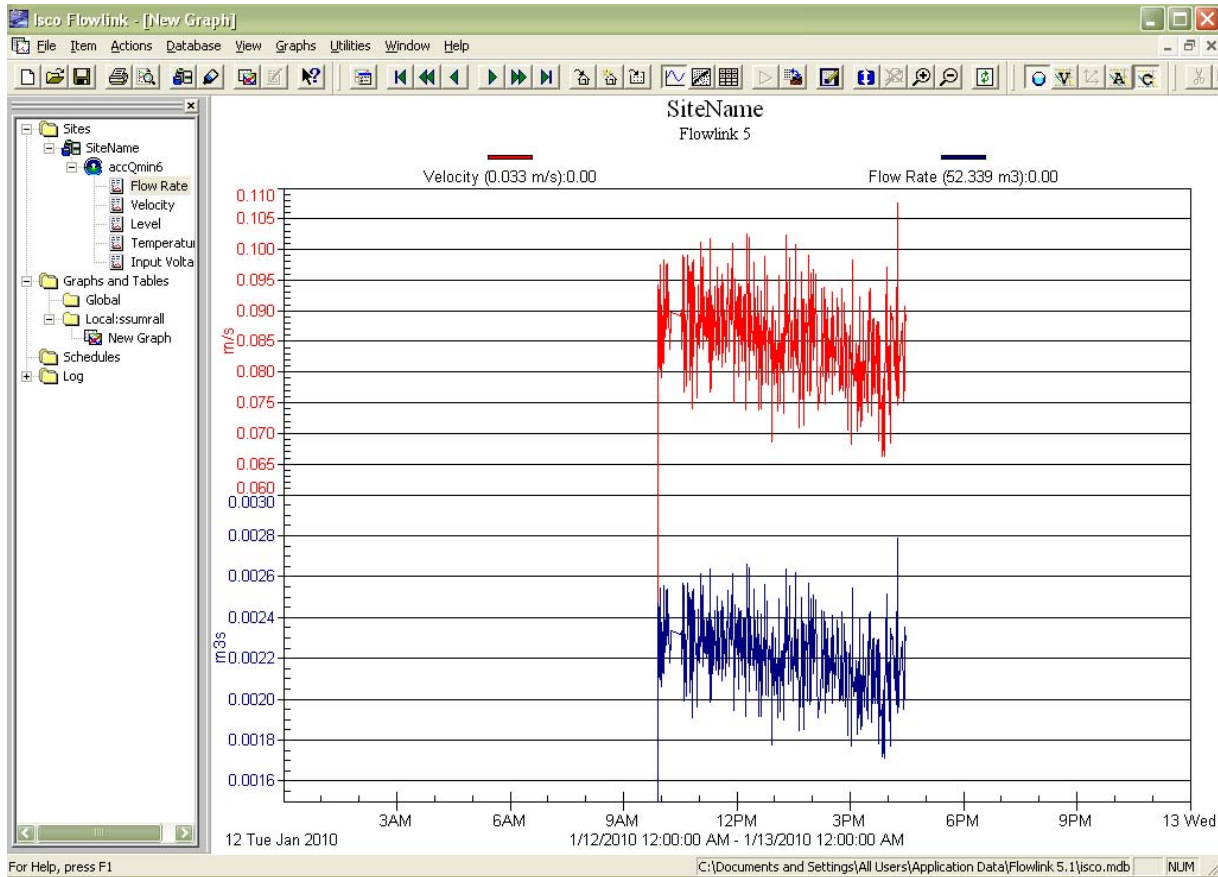 Isco Flowlink - [New Graph]
File Item Actions Database View Graphs Utilities Window Help
Sites
SiteName
accQmin6
Flow Rate
Velocity
Level
Temperatu
Input Volta
Graphs and Tables
Global
Local:ssumrall
New Graph
Schedules
Log
SiteName
Flowlink 5
Velocity (0.033 m/s):0.00 Flow Rate (52.339 m3):0.00
0.110
0.105
0.100
0.095
0.090
0.085
0.080
0.075
0.070
0.065
0.060
m/s
0.0030
0.0028
0.0026
0.0024
0.0022
0.0020
0.0018
0.0016
m3s
3AM 6AM 9AM 12PM 3PM 6PM 9PM 13 Wed
12 Tue Jan 2010 1/12/2010 12:00:00 AM - 1/13/2010 12:00:00 AM
For Help, press F1 C:\Documents and Settings\All Users\Application Data\Flowlink 5.1\isco.mdb NUM